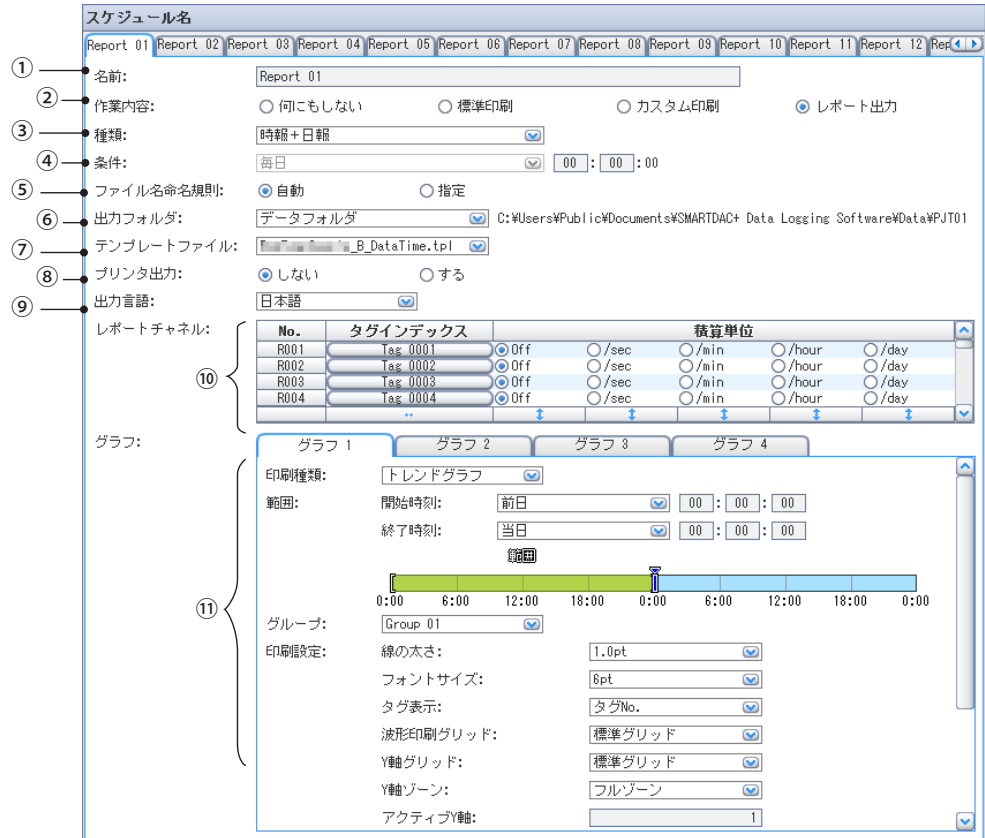 スケジュール名
Report 01 Report 02 Report 03 Report 04 Report 05 Report 06 Report 07 Report 08 Report 09 Report 10 Report 11 Report 12 Rep
① 名前: Report 01
② 作業内容: 何にもしない 標準印刷 カスタム印刷 レポート出力
③ 種類: 時報+日報
④ 条件: 毎日 00 : 00 : 00
⑤ ファイル名命名規則: 自動 指定
⑥ 出力フォルダ: データフォルダ C:¥Users¥Public¥Documents¥SMARTDAC+ Data Logging Software¥Data¥PJT01
⑦ テンプレートファイル: _B_DataTime.tpl
⑧ プリンタ出力: しない する
⑨ 出力言語: 日本語
レポートチャネル: No. タグインデックス 積算単位
R001 Tag 0001 Off /sec /min /hour /day
R002 Tag 0002 Off /sec /min /hour /day
⑩ R003 Tag 0003 Off /sec /min /hour /day
R004 Tag 0004 Off /sec /min /hour /day
グラフ: グラフ 1 グラフ 2 グラフ 3 グラフ 4
印刷種類: トレンドグラフ
範囲: 開始時刻: 前日 00 : 00 : 00
終了時刻: 当日 00 : 00 : 00
範囲
0:00 6:00 12:00 18:00 0:00 6:00 12:00 18:00 0:00
⑪
グループ: Group 01
印刷設定: 線の太さ: 1.0pt
フォントサイズ: 6pt
タグ表示: タグNo.
波形印刷グリッド: 標準グリッド
Y軸グリッド: 標準グリッド
Y軸ゾーン: フルゾーン
アクティブY軸: 1